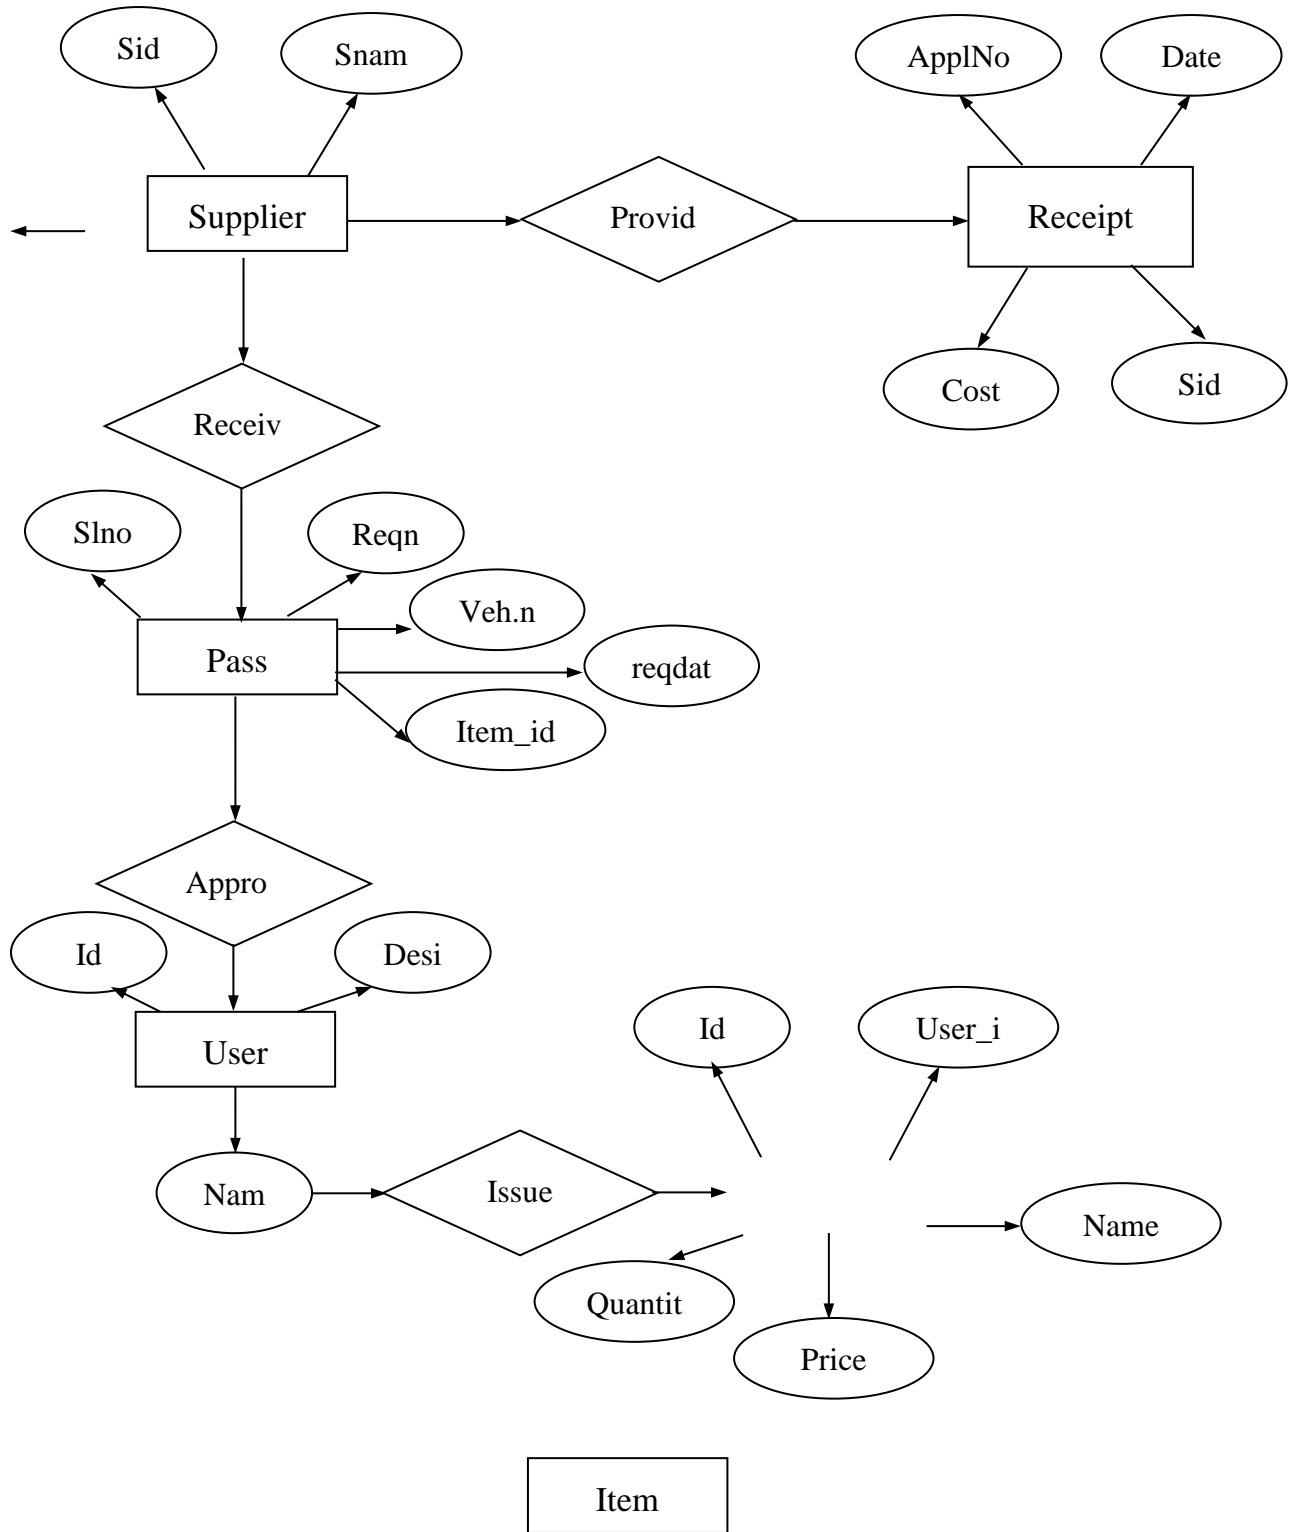 Sid
Snam
ApplNo
Date
Supplier
Provid
Receipt
Cost
Sid
Receiv
Slno
Reqn
Veh.n
Pass
reqdat
Item_id
Appro
Id
Desi
User
Id
User_i
Nam
Issue
Name
Quantit
Price
Item